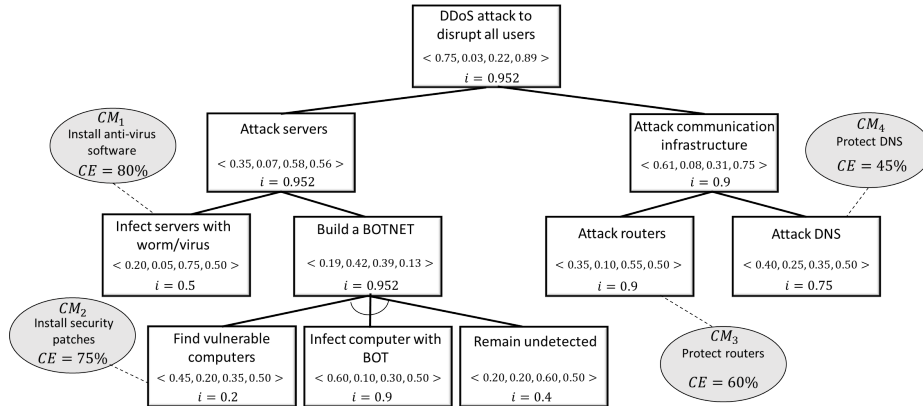 DDoS attack to
disrupt all users
< 0.75, 0.03, 0.22, 0.89 >
i = 0.952
CM₁
Install anti-virus
software
CE = 80%
Attack servers
< 0.35, 0.07, 0.58, 0.56 >
i = 0.952
Attack communication
infrastructure
< 0.61, 0.08, 0.31, 0.75 >
i = 0.9
CM₄
Protect DNS
CE = 45%
Infect servers with
worm/virus
< 0.20, 0.05, 0.75, 0.50 >
i = 0.5
Build a BOTNET
< 0.19, 0.42, 0.39, 0.13 >
i = 0.952
Attack routers
< 0.35, 0.10, 0.55, 0.50 >
i = 0.9
Attack DNS
< 0.40, 0.25, 0.35, 0.50 >
i = 0.75
CM₂
Install security
patches
CE = 75%
Find vulnerable
computers
< 0.45, 0.20, 0.35, 0.50 >
i = 0.2
Infect computer with
BOT
< 0.60, 0.10, 0.30, 0.50 >
i = 0.9
Remain undetected
< 0.20, 0.20, 0.60, 0.50 >
i = 0.4
CM₃
Protect routers
CE = 60%